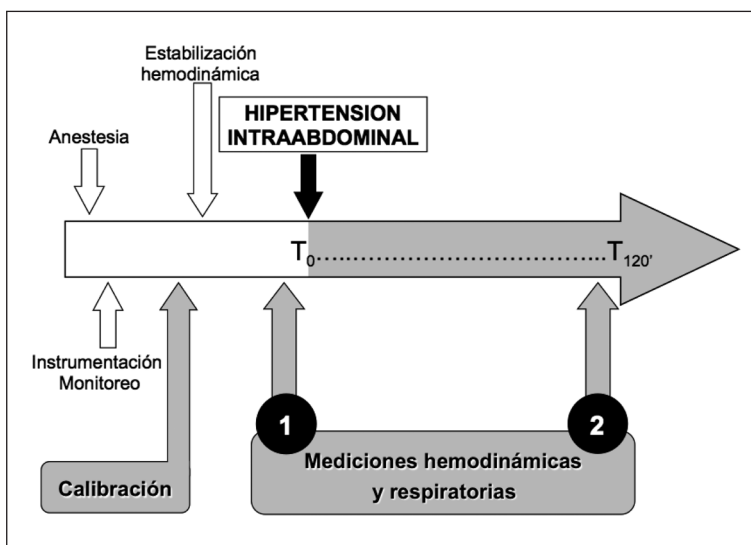 Estabilización
hemodinámica
HIPERTENSION
INTRAABDOMINAL
Anestesia
T0....................................T120'
Instrumentación
Monitoreo
1
2
Calibración
Mediciones hemodinámicas
y respiratorias